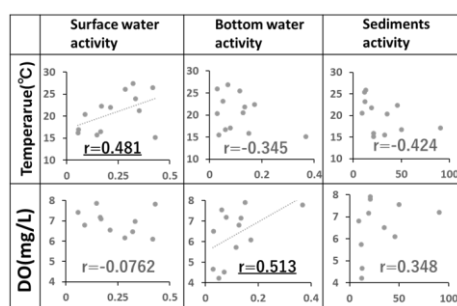 Surface water activity
Bottom water activity
Sediments activity
Temperarue(℃)
30
25
20
15
10
r=0.481
0 0.25 0.5
30
25
20
15
10
r=-0.345
0 0.2 0.4
30
25
20
15
10
r=-0.424
0 50 100
DO(mg/L)
8
7
6
5
4
r=-0.0762
0 0.25 0.5
8
7
6
5
4
r=0.513
0 0.2 0.4
8
7
6
5
4
r=0.348
0 50 100